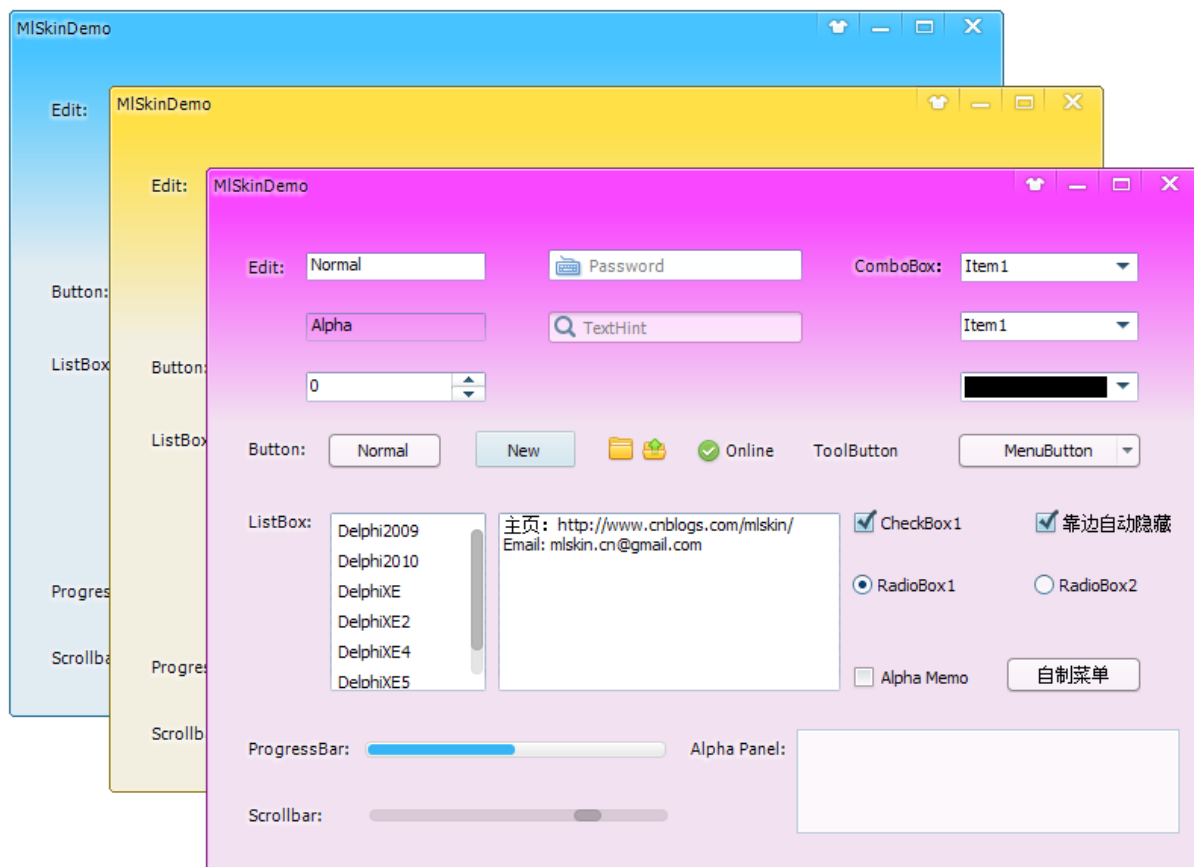 MlSkinDemo
Edit:
Button:
ListBox
Progres
Scrollba
MlSkinDemo
Edit:
Button:
ListBox
Progres
Scrollb
MlSkinDemo
Edit: Normal Password ComboBox: Item1
Alpha TextHint Item1
0
Button: Normal New Online ToolButton MenuButton
ListBox:
Delphi2009
Delphi2010
DelphiXE
DelphiXE2
DelphiXE4
DelphiXE5
主页：http://www.cnblogs.com/mlskin/
Email: mlskin.cn@gmail.com
CheckBox1 靠边自动隐藏
RadioBox1 RadioBox2
Alpha Memo 自制菜单
ProgressBar: Alpha Panel:
Scrollbar: